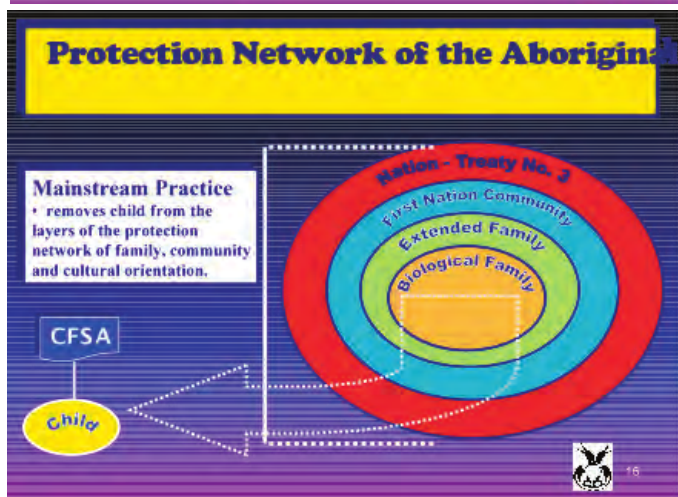 Protection Network of the Aborigina
Mainstream Practice
• removes child from the
layers of the protection
network of family, community
and cultural orientation.
Nation - Treaty No. 3
First Nation Community
Extended Family
Biological Family
CFSA
Child
16